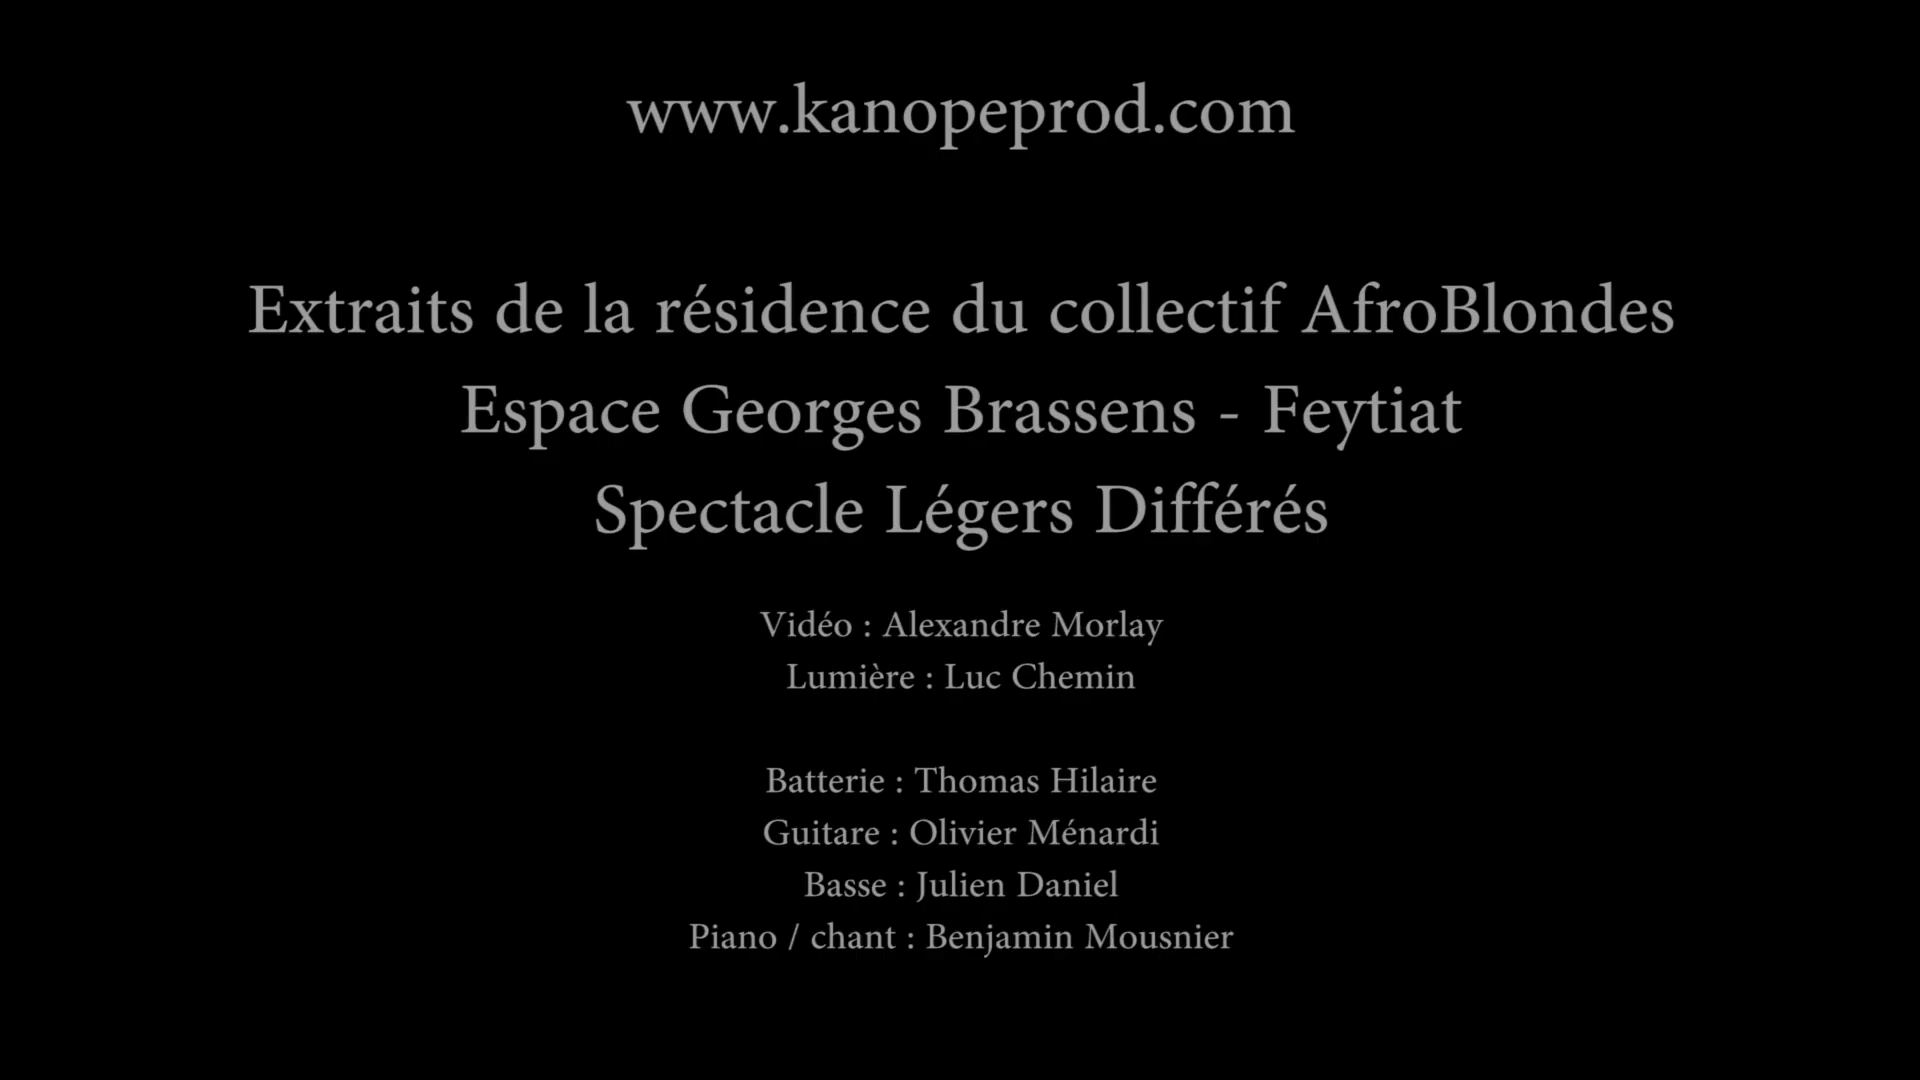 www.kanopeprod.com
Extraits de la résidence du collectif AfroBlondes
Espace Georges Brassens - Feytiat
Spectacle Légers Différés
Vidéo : Alexandre Morlay
Lumière : Luc Chemin
Batterie : Thomas Hilaire
Guitare : Olivier Ménardi
Basse : Julien Daniel
Piano / chant : Benjamin Mousnier